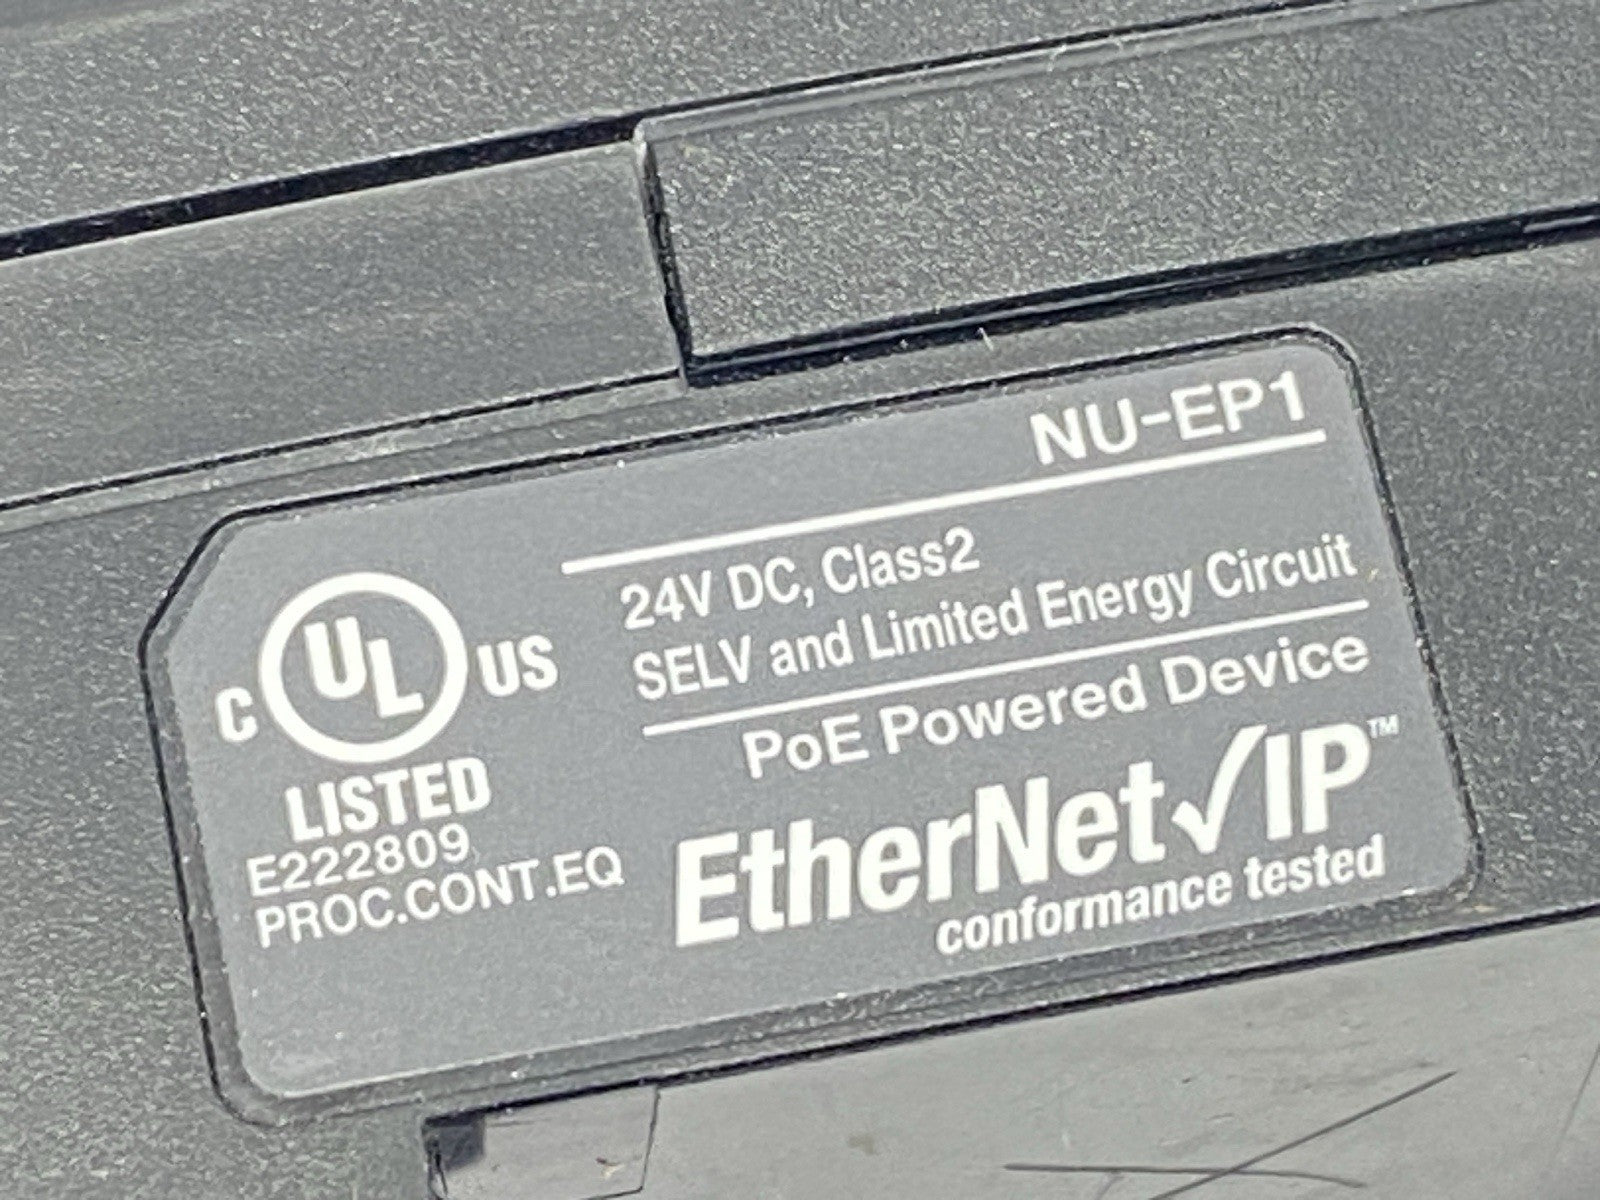 NU-EP1
24V DC, Class2
SELV and Limited Energy Circuit
PoE Powered Device
EtherNet/IP™
conformance tested
C UL US
LISTED
E222809
PROC.CONT.EQ